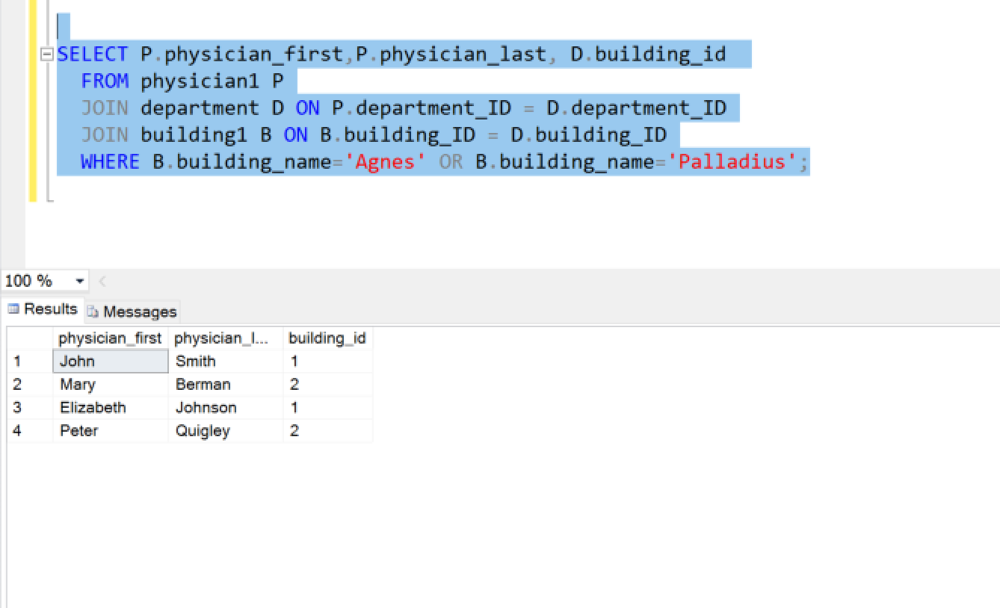 SELECT P.physician_first,P.physician_last, D.building_id
FROM physician1 P
JOIN department D ON P.department_ID = D.department_ID
JOIN building1 B ON B.building_ID = D.building_ID
WHERE B.building_name='Agnes' OR B.building_name='Palladius';
100 %
Results Messages
physician_first physician_l... building_id
1 John Smith 1
2 Mary Berman 2
3 Elizabeth Johnson 1
4 Peter Quigley 2